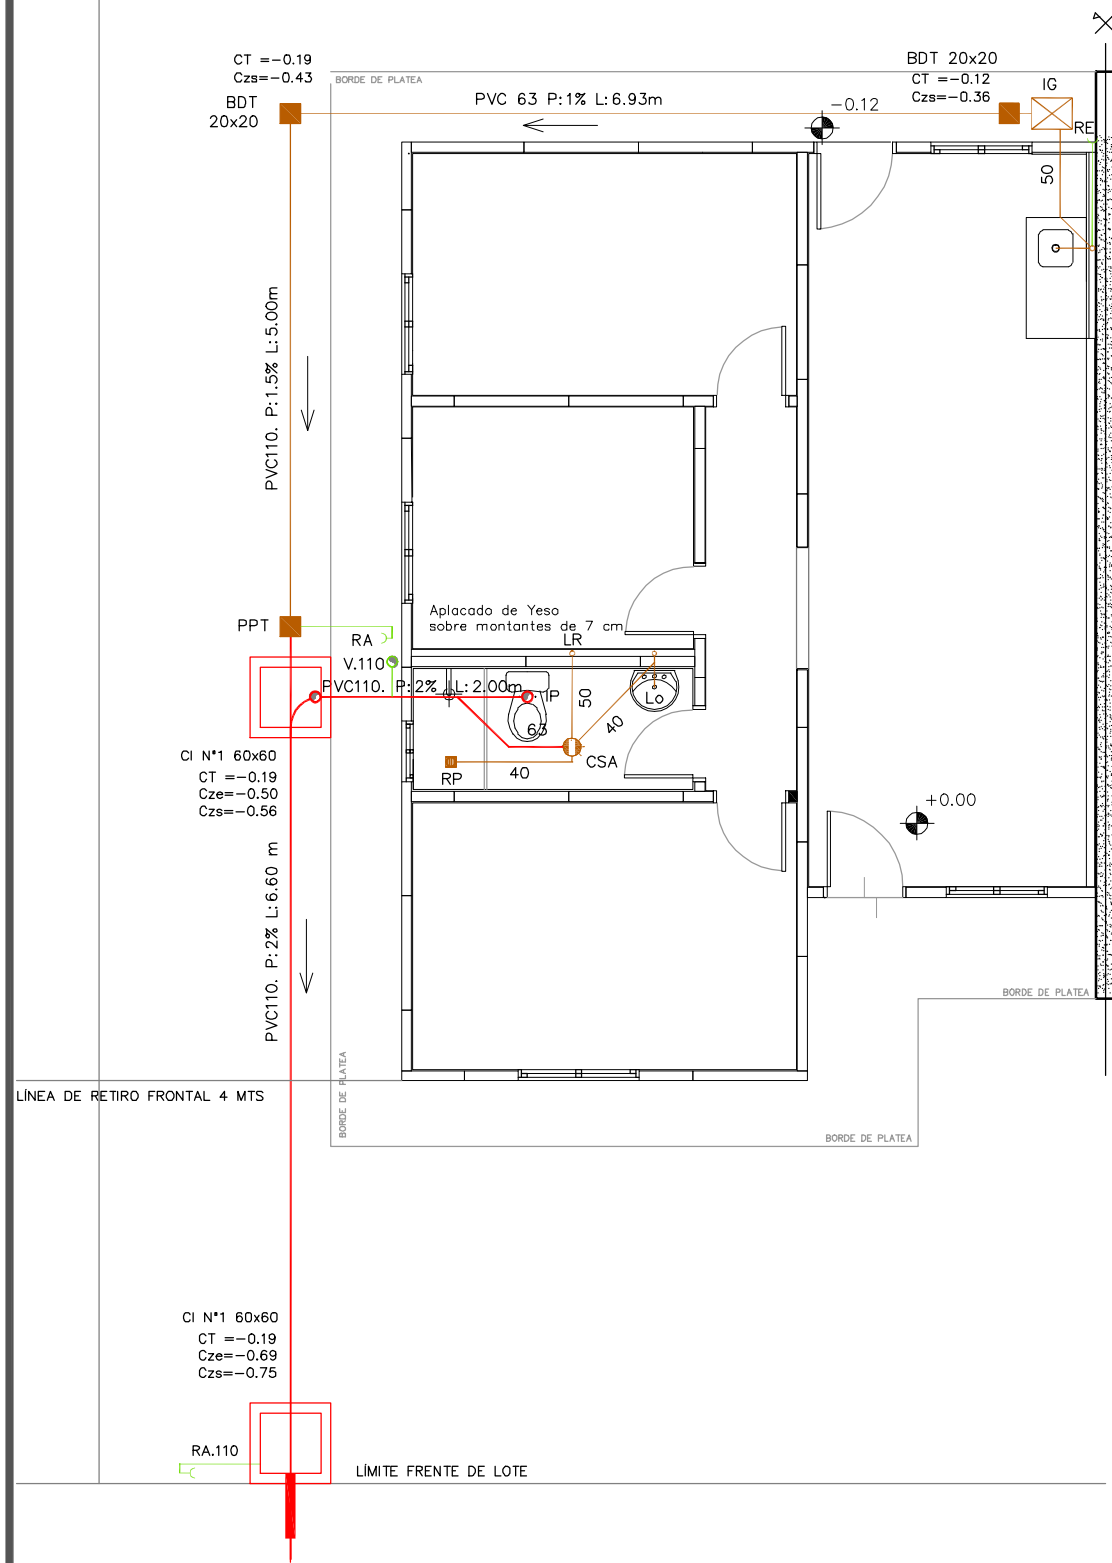 CT =-0.19
Czs=-0.43
BORDE DE PLATEA
BDT
20x20
PVC 63 P:1% L:6.93m
BDT 20x20
CT =-0.12
Czs=-0.36
IG
-0.12
RE
50
PVC110. P:1.5% L:5.00m
PPT
RA
V.110
Aplacado de Yeso
sobre montantes de 7 cm
LR
PVC110. P:2% L:2.00m
IP
50
Lo
63
40
CSA
RP
40
CI N°1 60x60
CT =-0.19
Cze=-0.50
Czs=-0.56
+0.00
PVC110. P:2% L:6.60 m
BORDE DE PLATEA
BORDE DE PLATEA
LÍNEA DE RETIRO FRONTAL 4 MTS
BORDE DE PLATEA
CI N°1 60x60
CT =-0.19
Cze=-0.69
Czs=-0.75
RA.110
LÍMITE FRENTE DE LOTE